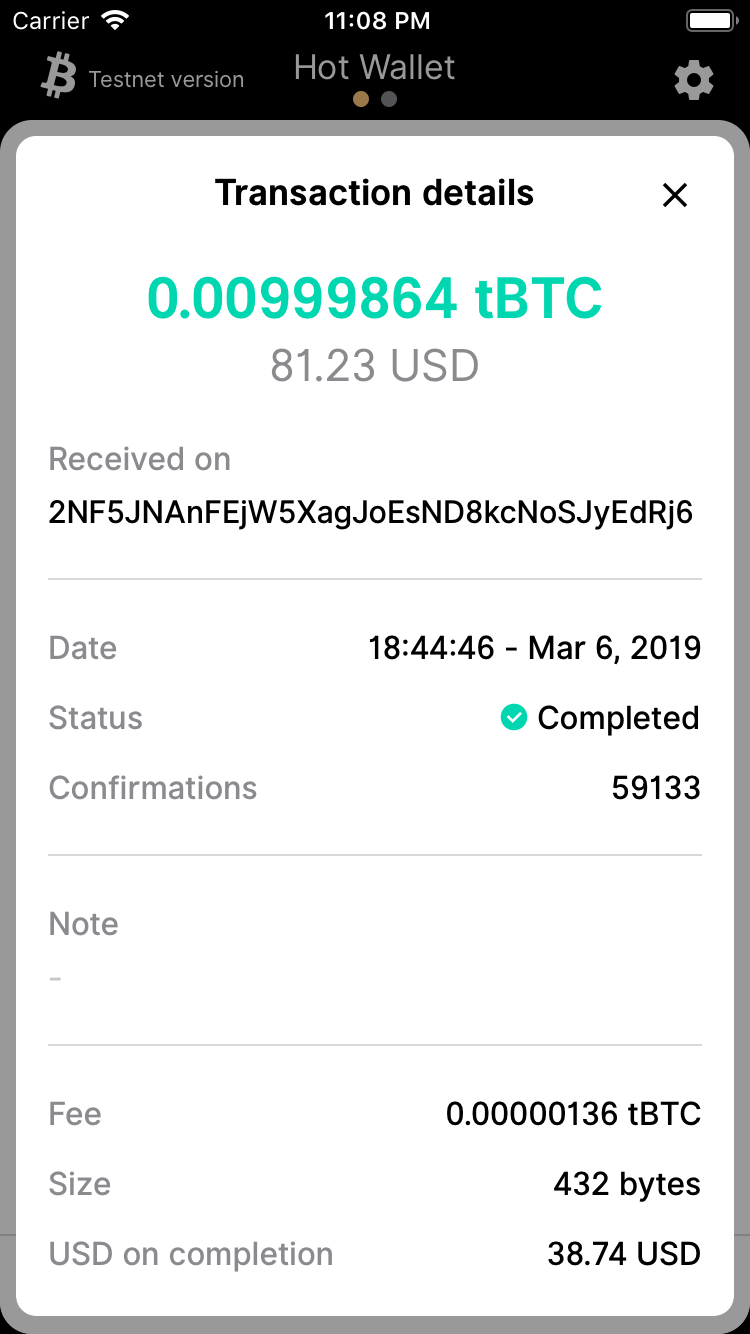 Carrier 11:08 PM
Testnet version Hot Wallet
Transaction details
0.00999864 tBTC
81.23 USD
Received on
2NF5JNAnFEjW5XagJoEsND8kcNoSJyEdRj6
Date 18:44:46 - Mar 6, 2019
Status Completed
Confirmations 59133
Note
-
Fee 0.00000136 tBTC
Size 432 bytes
USD on completion 38.74 USD